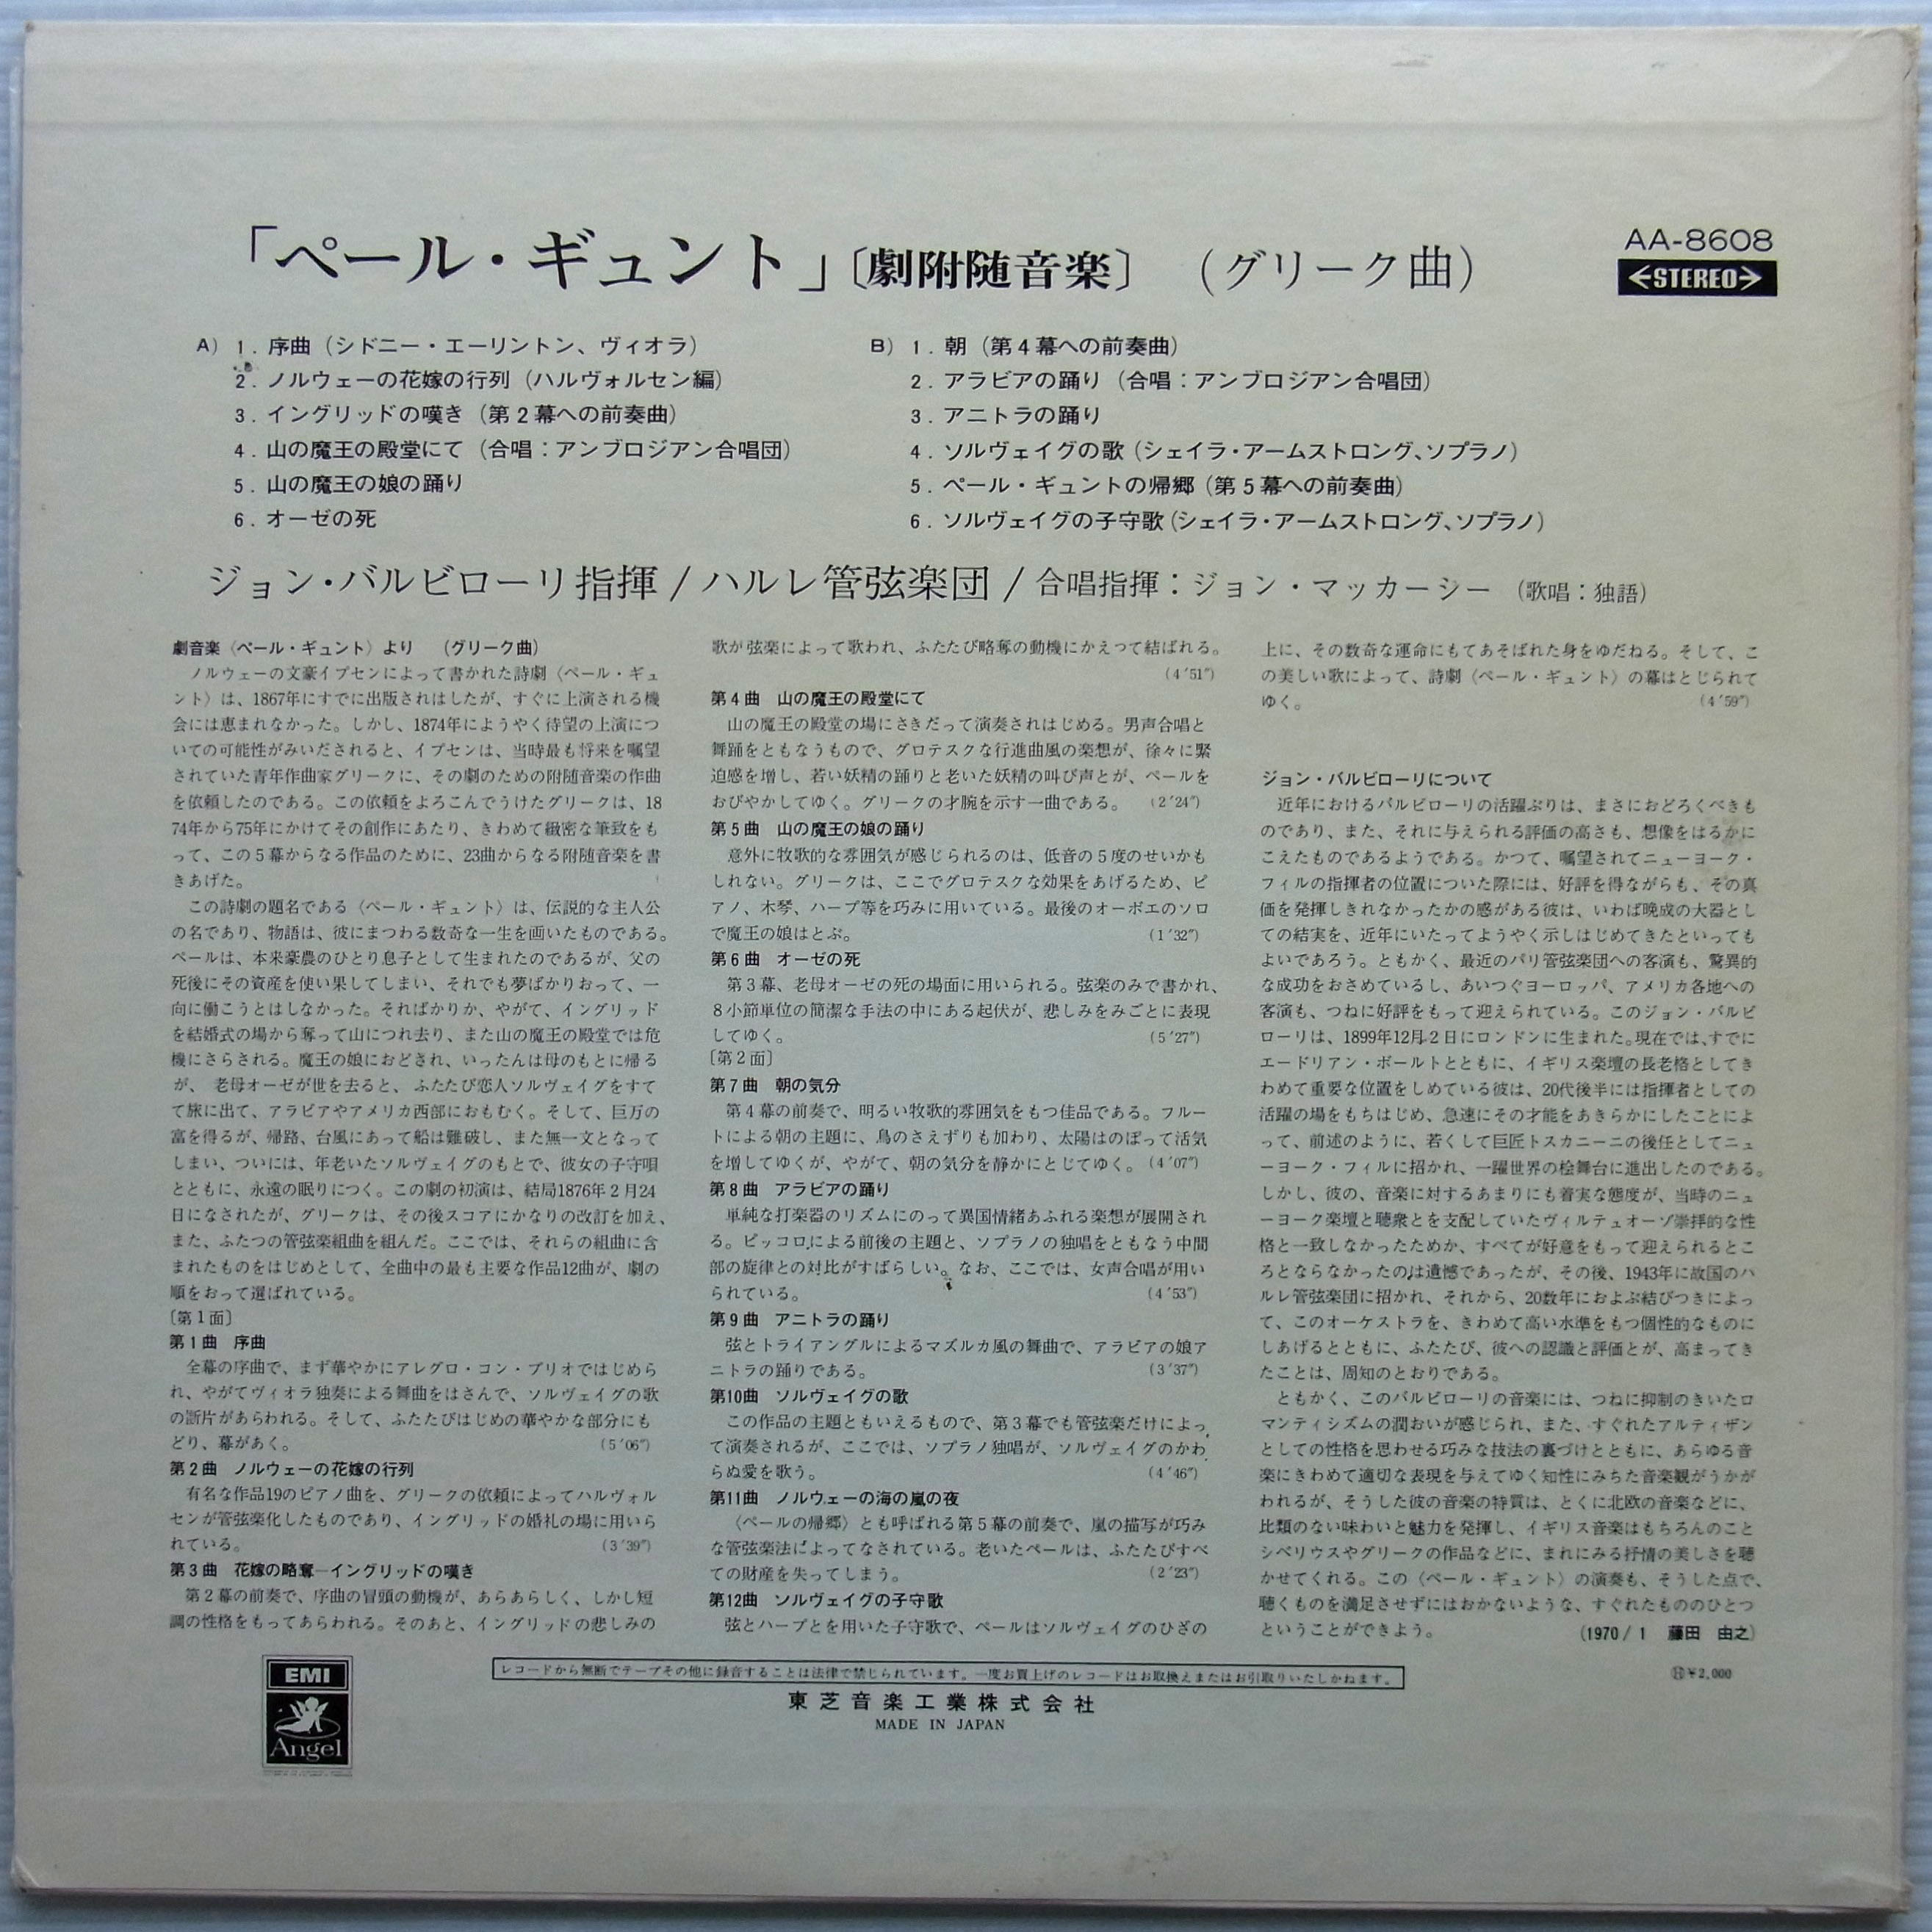 「ペール・ギュント」〔劇附随音楽〕 (グリーク曲)
AA-8608
STEREO
A) 1. 序曲 (シドニー・エーリントン、ヴィオラ)
2. ノルウェーの花嫁の行列 (ハルヴォルセン編)
3. イングリッドの嘆き (第2幕への前奏曲)
4. 山の魔王の殿堂にて (合唱:アンブロジアン合唱団)
5. 山の魔王の娘の踊り
6. オーゼの死
B) 1. 朝 (第4幕への前奏曲)
2. アラビアの踊り (合唱:アンブロジアン合唱団)
3. アニトラの踊り
4. ソルヴェイグの歌 (シェイラ・アームストロング、ソプラノ)
5. ペール・ギュントの帰郷 (第5幕への前奏曲)
6. ソルヴェイグの子守歌 (シェイラ・アームストロング、ソプラノ)
ジョン・バルビローリ指揮 / ハルレ管弦楽団 / 合唱指揮:ジョン・マッカーシー (歌唱:独語)
劇音楽〈ペール・ギュント〉より (グリーク曲)
ノルウェーの文豪イプセンによって書かれた詩劇〈ペール・ギュ
ント〉は、1867年にすでに出版されはしたが、すぐに上演される機
会には恵まれなかった。しかし、1874年にようやく待望の上演につ
いての可能性がみいだされると、イプセンは、当時最も将来を嘱望
されていた青年作曲家グリークに、その劇のための附随音楽の作曲
を依頼したのである。この依頼をよろこんでうけたグリークは、18
74年から75年にかけてその創作にあたり、きわめて緻密な筆致をも
って、この5幕からなる作品のために、23曲からなる附随音楽を書
きあげた。
この詩劇の題名である〈ペール・ギュント〉は、伝説的な主人公
の名であり、物語は、彼にまつわる数奇な一生を画いたものである。
ペールは、本来豪農のひとり息子として生まれたのであるが、父の
死後にその資産を使い果してしまい、それでも夢ばかりおって、一
向に働こうとはしなかった。そればかりか、やがて、イングリッド
を結婚式の場から奪って山につれ去り、また山の魔王の殿堂では危
機にさらされる。魔王の娘におどされ、いったんは母のもとに帰る
が、老母オーゼが世を去ると、ふたたび恋人ソルヴェイグをすて
て旅に出て、アラビアやアメリカ西部におもむく。そして、巨万の
富を得るが、帰路、台風にあって船は難破し、また無一文となって
しまい、ついには、年老いたソルヴェイグのもとで、彼女の子守唄
とともに、永遠の眠りにつく。この劇の初演は、結局1876年2月24
日になされたが、グリークは、その後スコアにかなりの改訂を加え、
また、ふたつの管弦楽組曲を組んだ。ここでは、それらの組曲に含
まれたものをはじめとして、全曲中の最も主要な作品12曲が、劇の
順をおって選ばれている。
〔第1面〕
第1曲 序曲
全幕の序曲で、まず華やかにアレグロ・コン・ブリオではじめら
れ、やがてヴィオラ独奏による舞曲をはさんで、ソルヴェイグの歌
の断片があらわれる。そして、ふたたびはじめの華やかな部分にも
どり、幕があく。 (5′06″)
第2曲 ノルウェーの花嫁の行列
有名な作品19のピアノ曲を、グリークの依頼によってハルヴォル
センが管弦楽化したものであり、イングリッドの婚礼の場に用いら
れている。 (3′39″)
第3曲 花嫁の略奪―イングリッドの嘆き
第2幕の前奏で、序曲の冒頭の動機が、あらあらしく、しかし短
調の性格をもってあらわれる。そのあと、イングリッドの悲しみの
歌が弦楽によって歌われ、ふたたび略奪の動機にかえつて結ばれる。
(4′51″)
第4曲 山の魔王の殿堂にて
山の魔王の殿堂の場にさきだって演奏されはじめる。男声合唱と
舞踊をともなうもので、グロテスクな行進曲風の楽想が、徐々に緊
迫感を増し、若い妖精の踊りと老いた妖精の叫び声とが、ペールを
おびやかしてゆく。グリークの才腕を示す一曲である。 (2′24″)
第5曲 山の魔王の娘の踊り
意外に牧歌的な雰囲気が感じられるのは、低音の5度のせいかも
しれない。グリークは、ここでグロテスクな効果をあげるため、ピ
アノ、木琴、ハープ等を巧みに用いている。最後のオーボエのソロ
で魔王の娘はとぶ。 (1′32″)
第6曲 オーゼの死
第3幕、老母オーゼの死の場面に用いられる。弦楽のみで書かれ、
8小節単位の簡潔な手法の中にある起伏が、悲しみをみごとに表現
してゆく。 (5′27″)
〔第2面〕
第7曲 朝の気分
第4幕の前奏で、明るい牧歌的雰囲気をもつ佳品である。フルー
トによる朝の主題に、鳥のさえずりも加わり、太陽はのぼって活気
を増してゆくが、やがて、朝の気分を静かにとじてゆく。 (4′07″)
第8曲 アラビアの踊り
単純な打楽器のリズムにのって異国情緒あふれる楽想が展開され
る。ピッコロによる前後の主題と、ソプラノの独唱をともなう中間
部の旋律との対比がすばらしい。なお、ここでは、女声合唱が用い
られている。 (4′53″)
第9曲 アニトラの踊り
弦とトライアングルによるマズルカ風の舞曲で、アラビアの娘ア
ニトラの踊りである。 (3′37″)
第10曲 ソルヴェイグの歌
この作品の主題ともいえるもので、第3幕でも管弦楽だけによっ
て演奏されるが、ここでは、ソプラノ独唱が、ソルヴェイグのかわ
らぬ愛を歌う。 (4′46″)
第11曲 ノルウェーの海の嵐の夜
〈ペールの帰郷〉とも呼ばれる第5幕の前奏で、嵐の描写が巧み
な管弦楽法によってなされている。老いたペールは、ふたたびすべ
ての財産を失ってしまう。 (2′23″)
第12曲 ソルヴェイグの子守歌
弦とハープとを用いた子守歌で、ペールはソルヴェイグのひざの
上に、その数奇な運命にもてあそばれた身をゆだねる。そして、こ
の美しい歌によって、詩劇〈ペール・ギュント〉の幕はとじられて
ゆく。 (4′59″)
ジョン・バルビローリについて
近年におけるバルビローリの活躍ぶりは、まさにおどろくべきも
のであり、また、それに与えられる評価の高さも、想像をはるかに
こえたものであるようである。かつて、嘱望されてニューヨーク・
フィルの指揮者の位置についた際には、好評を得ながらも、その真
価を発揮しきれなかったかの感がある彼は、いわば晩成の大器とし
ての結実を、近年にいたってようやく示しはじめてきたといっても
よいであろう。ともかく、最近のパリ管弦楽団への客演も、驚異的
な成功をおさめているし、あいつぐヨーロッパ、アメリカ各地への
客演も、つねに好評をもって迎えられている。このジョン・バルビ
ローリは、1899年12月2日にロンドンに生まれた。現在では、すでに
エードリアン・ボールトとともに、イギリス楽壇の長老格としてき
わめて重要な位置をしめている彼は、20代後半には指揮者としての
活躍の場をもちはじめ、急速にその才能をあきらかにしたことによ
って、前述のように、若くして巨匠トスカニーニの後任としてニュ
ーヨーク・フィルに招かれ、一躍世界の桧舞台に進出したのである。
しかし、彼の、音楽に対するあまりにも着実な態度が、当時のニュ
ーヨーク楽壇と聴衆とを支配していたヴィルテュオーゾ崇拝的な性
格と一致しなかったためか、すべてが好意をもって迎えられるとこ
ろとならなかったのは遺憾であったが、その後、1943年に故国のハ
ルレ管弦楽団に招かれ、それから、20数年におよぶ結びつきによっ
て、このオーケストラを、きわめて高い水準をもつ個性的なものに
しあげるとともに、ふたたび、彼への認識と評価とが、高まってき
たことは、周知のとおりである。
ともかく、このバルビローリの音楽には、つねに抑制のきいたロ
マンティシズムの潤おいが感じられ、また、すぐれたアルティザン
としての性格を思わせる巧みな技法の裏づけとともに、あらゆる音
楽にきわめて適切な表現を与えてゆく知性にみちた音楽観がうかが
われるが、そうした彼の音楽の特質は、とくに北欧の音楽などに、
比類のない味わいと魅力を発揮し、イギリス音楽はもちろんのこと
シベリウスやグリークの作品などに、まれにみる抒情の美しさを聴
かせてくれる。この〈ペール・ギュント〉の演奏も、そうした点で、
聴くものを満足させずにはおかないような、すぐれたもののひとつ
ということができよう。 (1970/1 藤田 由之)
EMI
Angel
レコードから無断でテープその他に録音することは法律で禁じられています。一度お買上げのレコードはお取換えまたはお引取りいたしかねます。
東芝音楽工業株式会社
MADE IN JAPAN
Ⓗ¥2,000